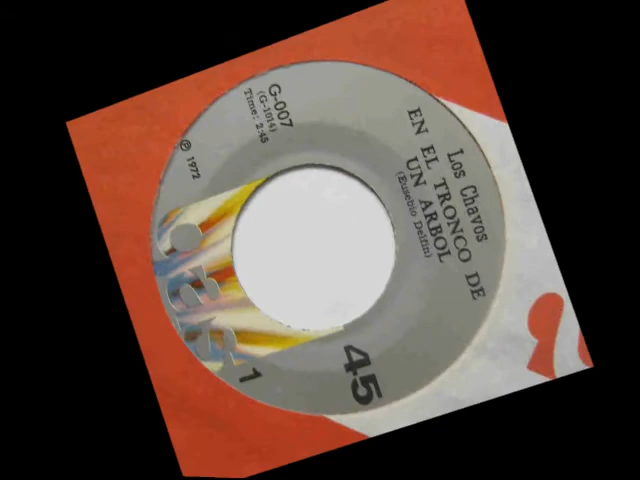 G-007
(G-1014)
Time: 2:45
℗ 1972
Los Chavos
EN EL TRONCO DE
UN ARBOL
(Eusebio Delfin)
45
1